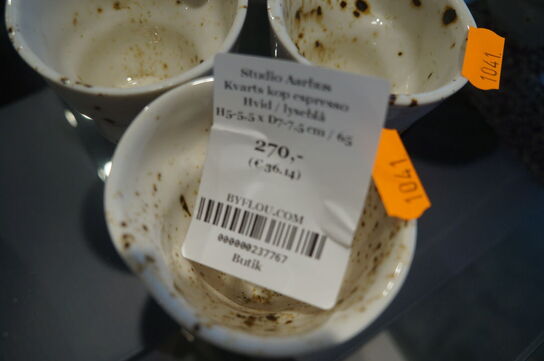 Studio Aarhus
Kvarts kop espresso
Hvid / lyseblå
H5-5.5 x D7-7.5 cm / 65
270,-
(€ 36.14)
BYFLOU.COM
000000237767
Butik
1041
1041